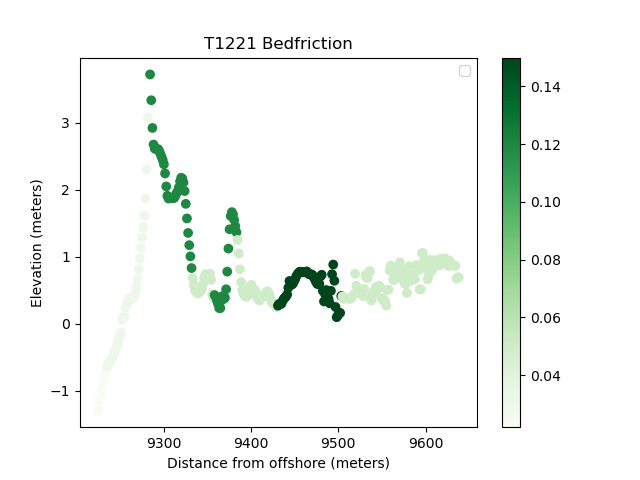 T1221 Bedfriction
Elevation (meters)
3
2
1
0
−1
9300 9400 9500 9600
Distance from offshore (meters)
0.14
0.12
0.10
0.08
0.06
0.04